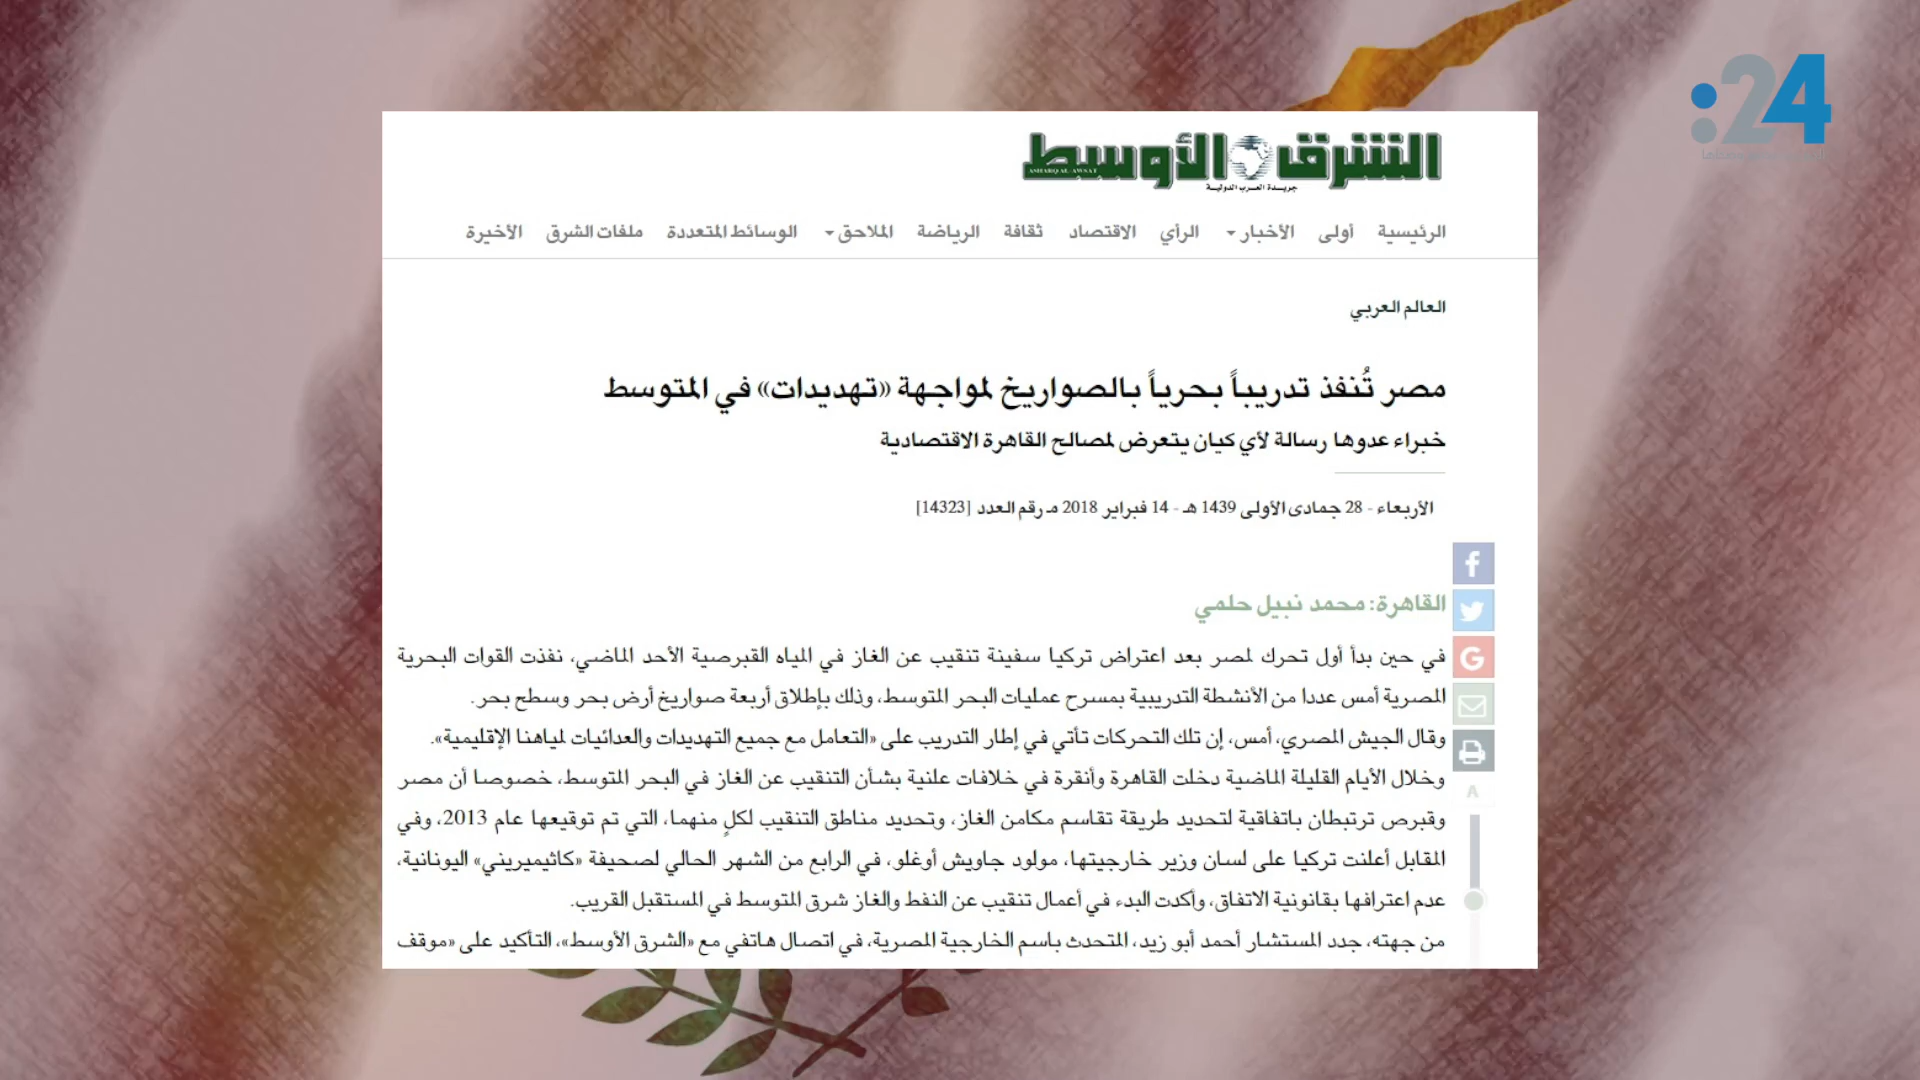 :24
الشرق الأوسط
ASHARQ AL-AWSAT
جريدة العرب الدولية
الرئيسية أولى الأخبار الرأي الاقتصاد ثقافة الرياضة الملاحق الوسائط المتعددة ملفات الشرق الأخيرة
العالم العربي
مصر تُنفذ تدريباً بحرياً بالصواريخ لمواجهة «تهديدات» في المتوسط
خبراء عدوها رسالة لأي كيان يتعرض لمصالح القاهرة الاقتصادية
الأربعاء - 28 جمادى الأولى 1439 هـ - 14 فبراير 2018 مـ رقم العدد [14323]
القاهرة: محمد نبيل حلمي
في حين بدأ أول تحرك لمصر بعد اعتراض تركيا سفينة تنقيب عن الغاز في المياه القبرصية الأحد الماضي، نفذت القوات البحرية
المصرية أمس عددا من الأنشطة التدريبية بمسرح عمليات البحر المتوسط، وذلك بإطلاق أربعة صواريخ أرض بحر وسطح بحر.
وقال الجيش المصري، أمس، إن تلك التحركات تأتي في إطار التدريب على «التعامل مع جميع التهديدات والعدائيات لمياهنا الإقليمية».
وخلال الأيام القليلة الماضية دخلت القاهرة وأنقرة في خلافات علنية بشأن التنقيب عن الغاز في البحر المتوسط، خصوصا أن مصر
وقبرص ترتبطان باتفاقية لتحديد طريقة تقاسم مكامن الغاز، وتحديد مناطق التنقيب لكلٍ منهما، التي تم توقيعها عام 2013، وفي
المقابل أعلنت تركيا على لسان وزير خارجيتها، مولود جاويش أوغلو، في الرابع من الشهر الحالي لصحيفة «كاثيميريني» اليونانية،
عدم اعترافها بقانونية الاتفاق، وأكدت البدء في أعمال تنقيب عن النفط والغاز شرق المتوسط في المستقبل القريب.
من جهته، جدد المستشار أحمد أبو زيد، المتحدث باسم الخارجية المصرية، في اتصال هاتفي مع «الشرق الأوسط»، التأكيد على «موقف
A